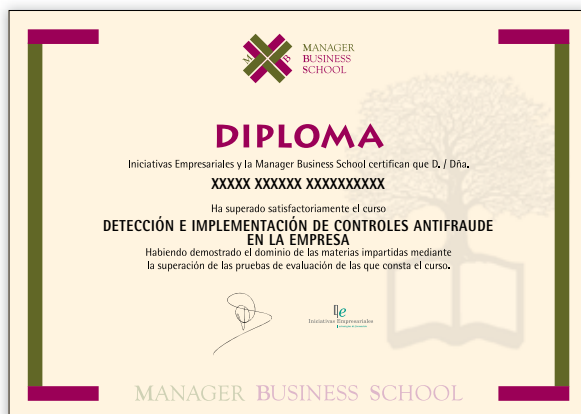 M B S
MANAGER
BUSINESS
SCHOOL
DIPLOMA
Iniciativas Empresariales y la Manager Business School certifican que D. / Dña.
XXXXX XXXXXX XXXXXXXXXX
Ha superado satisfactoriamente el curso
DETECCIÓN E IMPLEMENTACIÓN DE CONTROLES ANTIFRAUDE
EN LA EMPRESA
Habiendo demostrado el dominio de las materias impartidas mediante
la superación de las pruebas de evaluación de las que consta el curso.
Ie
Iniciativas Empresariales
MANAGER BUSINESS SCHOOL